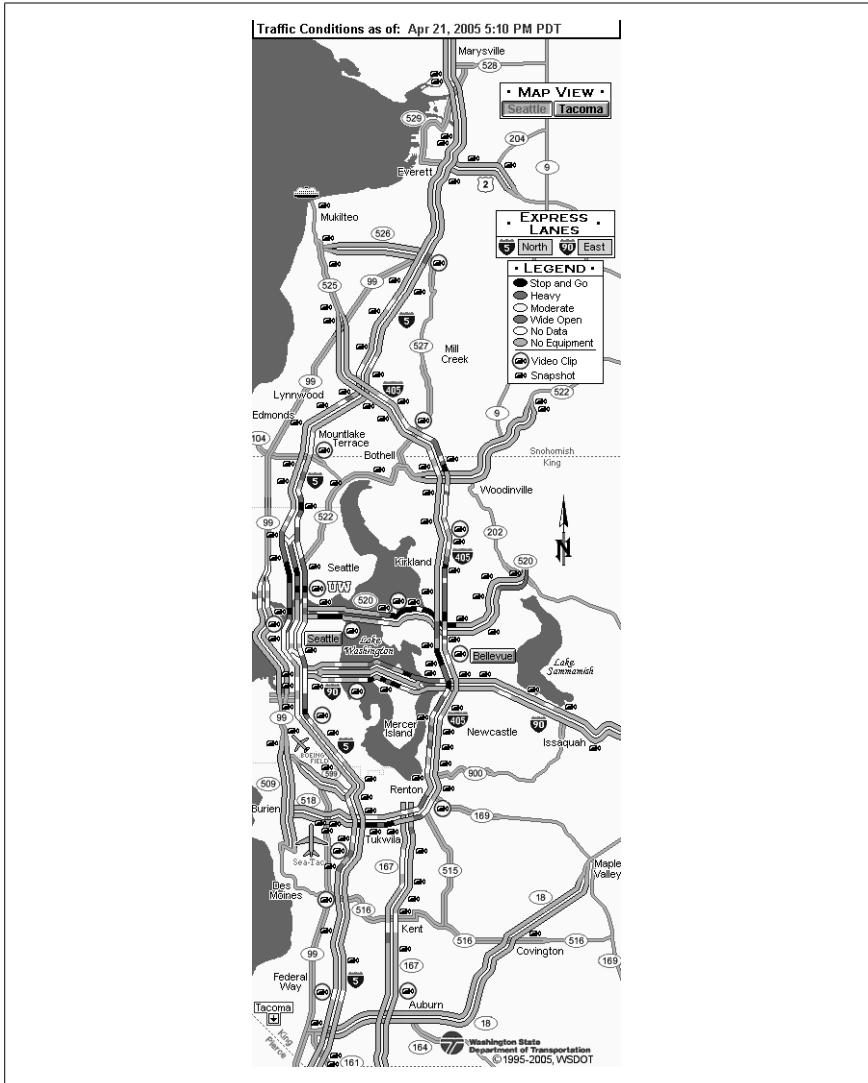 Traffic Conditions as of: Apr 21, 2005 5:10 PM PDT
Marysville
528
· MAP VIEW ·
Seattle Tacoma
529
204
Everett
9
2
Mukilteo
EXPRESS
LANES
5 North 90 East
526
· LEGEND ·
Stop and Go
Heavy
Moderate
Wide Open
No Data
No Equipment
Video Clip
Snapshot
99
525
5
527
Mill
Creek
99
405
Lynnwood
522
9
Edmonds
104
Mountlake
Terrace
Bothell
Snohomish
King
5
Woodinville
99
522
202
N
Seattle
Kirkland
405
520
UW
520
Seattle
Lake
Washington
Bellevue
Lake
Sammamish
90
99
Mercer
Island
405
Newcastle
90
Issaquah
5
BOEING
FIELD
599
900
Renton
509
518
Burien
169
Tukwila
Sea-Tac
167
515
Maple
Valley
Des
Moines
18
516
Kent
516
516
Covington
99
167
169
Federal
Way
5
Auburn
Tacoma
18
King
Pierce
164
Washington State
Department of Transportation
©1995-2005, WSDOT
161